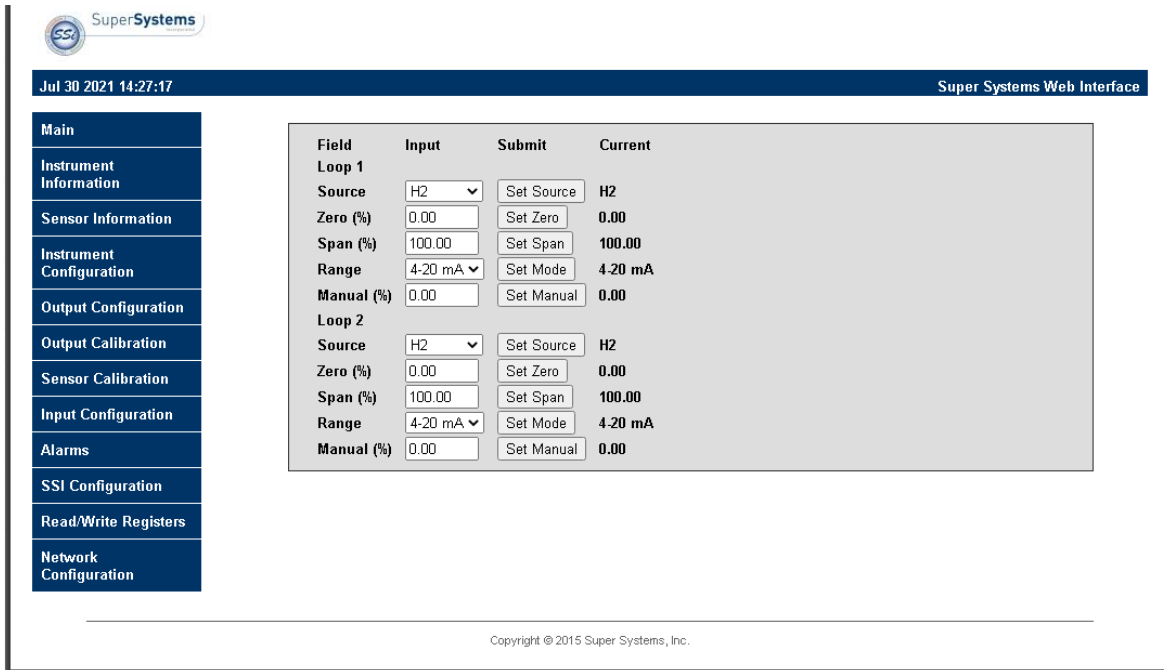 SSi SuperSystems
incorporated
Jul 30 2021 14:27:17 Super Systems Web Interface
Main
Instrument
Information
Sensor Information
Instrument
Configuration
Output Configuration
Output Calibration
Sensor Calibration
Input Configuration
Alarms
SSI Configuration
Read/Write Registers
Network
Configuration
Field Input Submit Current
Loop 1
Source H2 Set Source H2
Zero (%) 0.00 Set Zero 0.00
Span (%) 100.00 Set Span 100.00
Range 4-20 mA Set Mode 4-20 mA
Manual (%) 0.00 Set Manual 0.00
Loop 2
Source H2 Set Source H2
Zero (%) 0.00 Set Zero 0.00
Span (%) 100.00 Set Span 100.00
Range 4-20 mA Set Mode 4-20 mA
Manual (%) 0.00 Set Manual 0.00
Copyright © 2015 Super Systems, Inc.